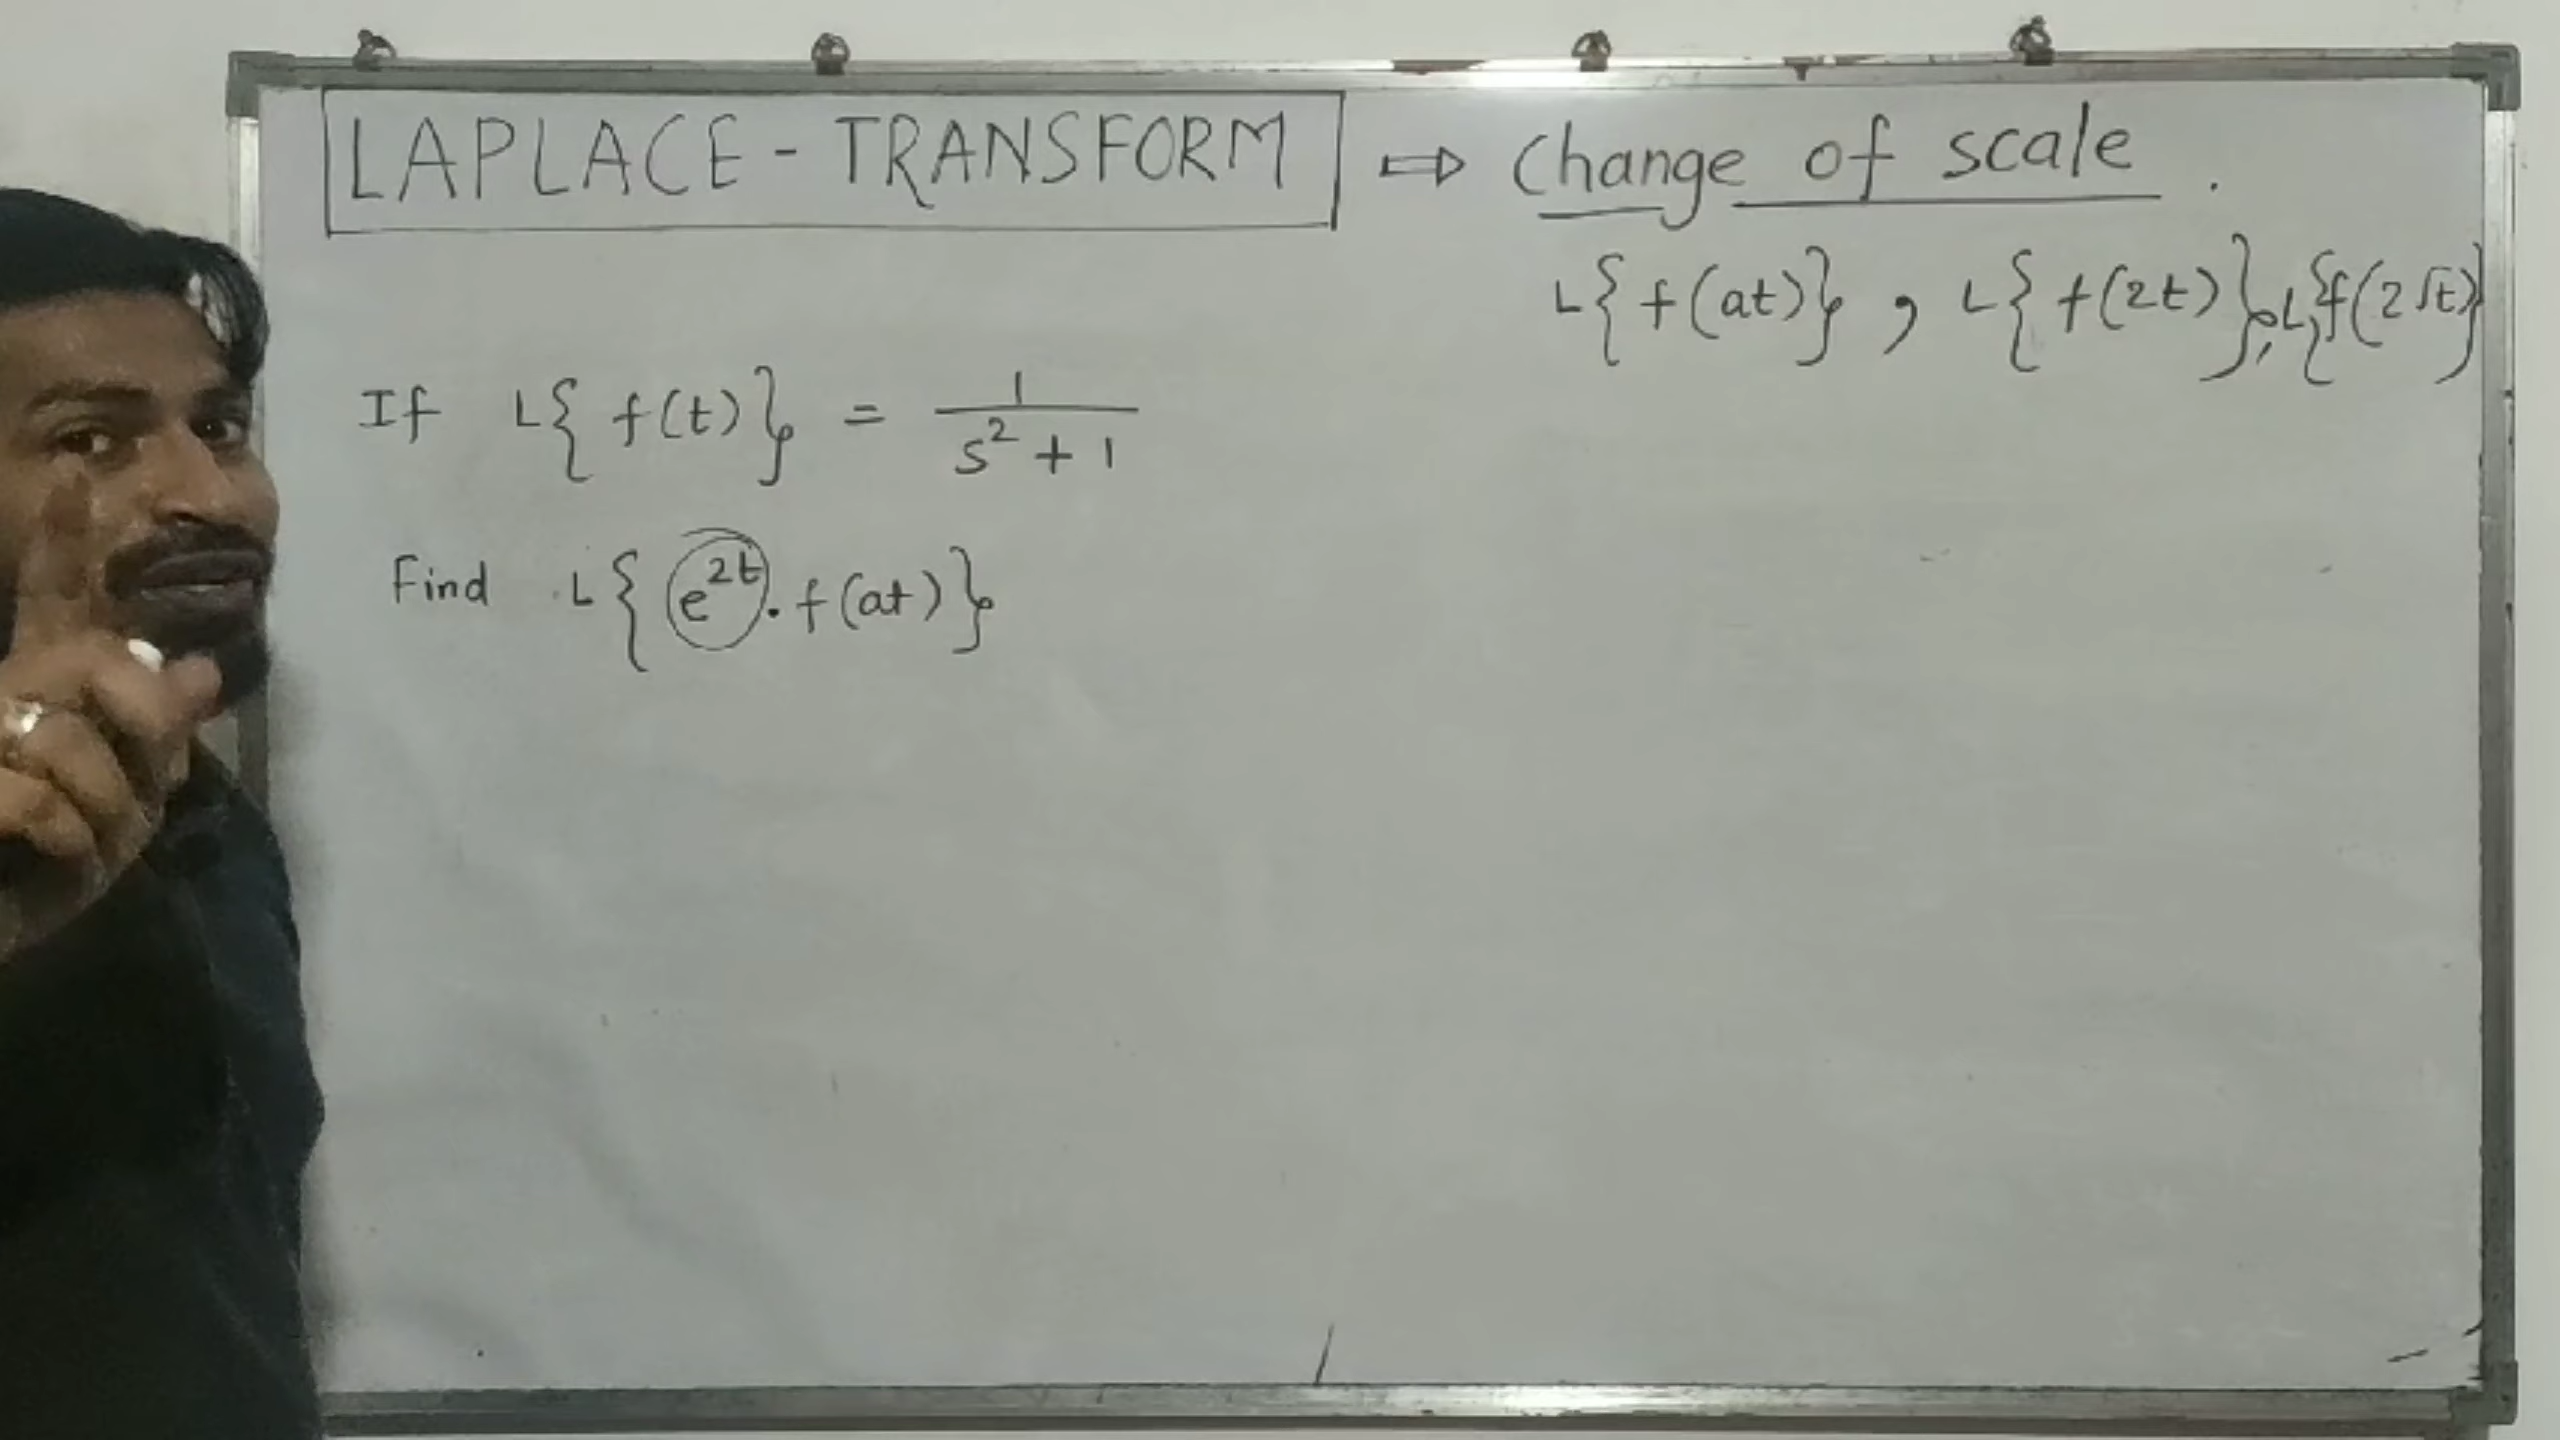 LAPLACE - TRANSFORM ⇨ Change of scale .
L{f(at)} , L{f(2t)}, L{f(2√t)}
If L{f(t)} = 1/(s² + 1)
Find L{e^2t . f(at)}